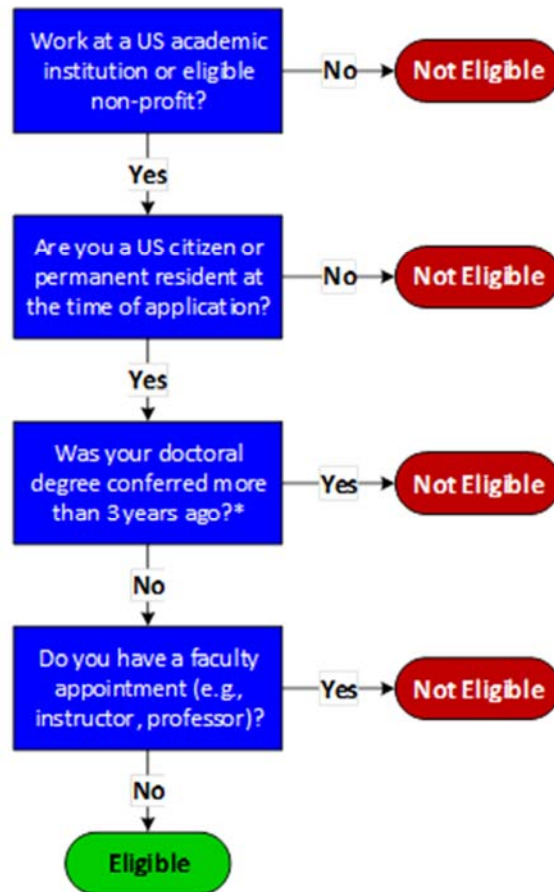 Work at a US academic
institution or eligible
non-profit?
No
Not Eligible
Yes
Are you a US citizen or
permanent resident at
the time of application?
No
Not Eligible
Yes
Was your doctoral
degree conferred more
than 3 years ago?*
Yes
Not Eligible
No
Do you have a faculty
appointment (e.g.,
instructor, professor)?
Yes
Not Eligible
No
Eligible